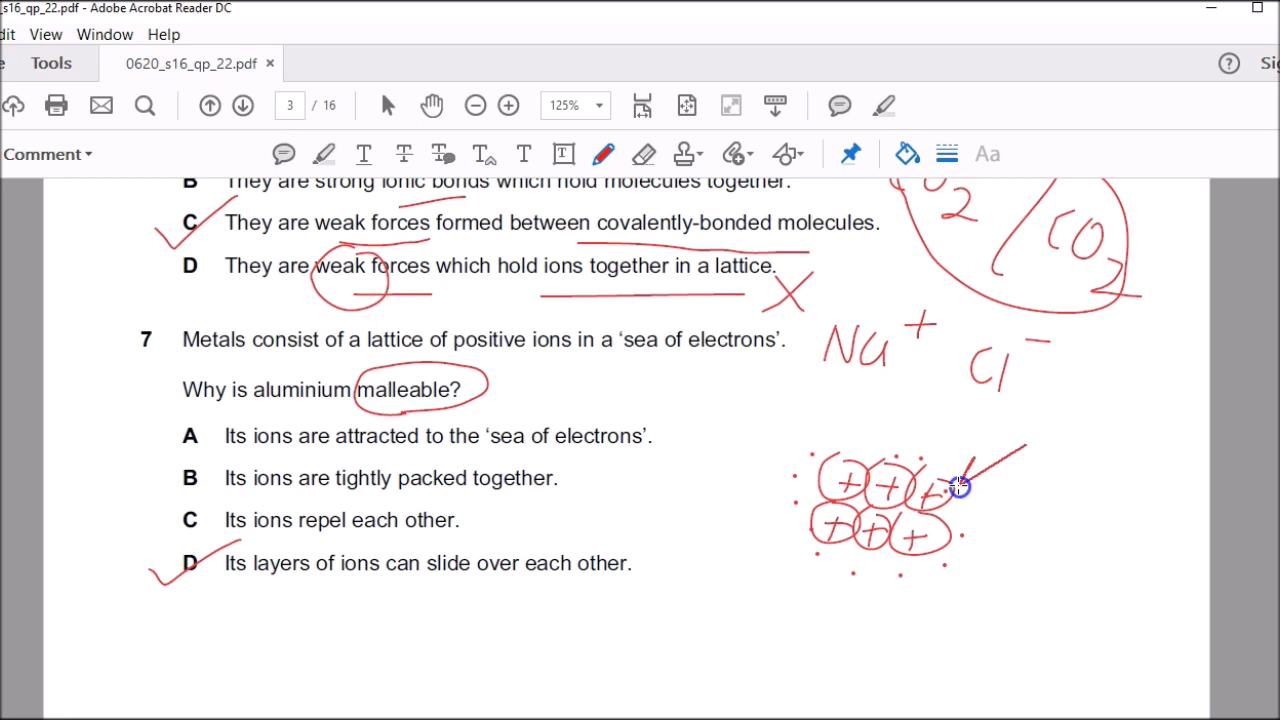 _s16_qp_22.pdf - Adobe Acrobat Reader DC
dit View Window Help
e Tools 0620_s16_qp_22.pdf × ? Sig
3 / 16 125%
Comment T T T T T T Aa
B They are strong ionic bonds which hold molecules together.
C They are weak forces formed between covalently-bonded molecules.
D They are weak forces which hold ions together in a lattice.
CO2
Na+ Cl-
7 Metals consist of a lattice of positive ions in a ‘sea of electrons’.
Why is aluminium malleable?
A Its ions are attracted to the ‘sea of electrons’.
B Its ions are tightly packed together.
C Its ions repel each other.
D Its layers of ions can slide over each other.
+ + +
+ + +